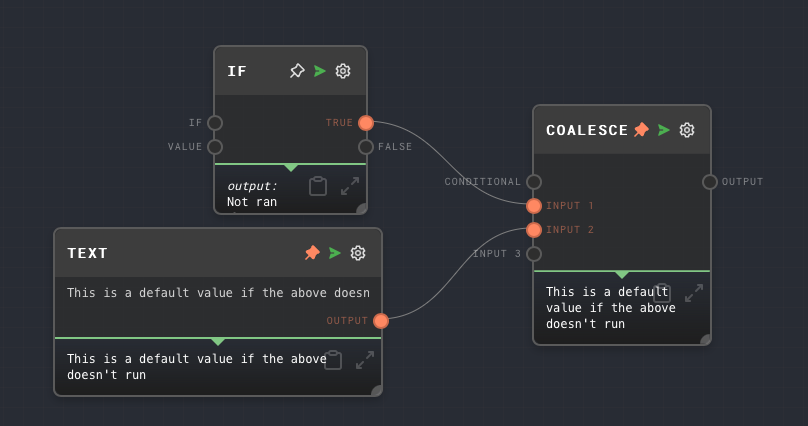 IF
IF
TRUE
VALUE
FALSE
output:
Not ran
TEXT
This is a default value if the above doesn
OUTPUT
This is a default value if the above
doesn't run
COALESCE
CONDITIONAL
OUTPUT
INPUT 1
INPUT 2
INPUT 3
This is a default
value if the above
doesn't run